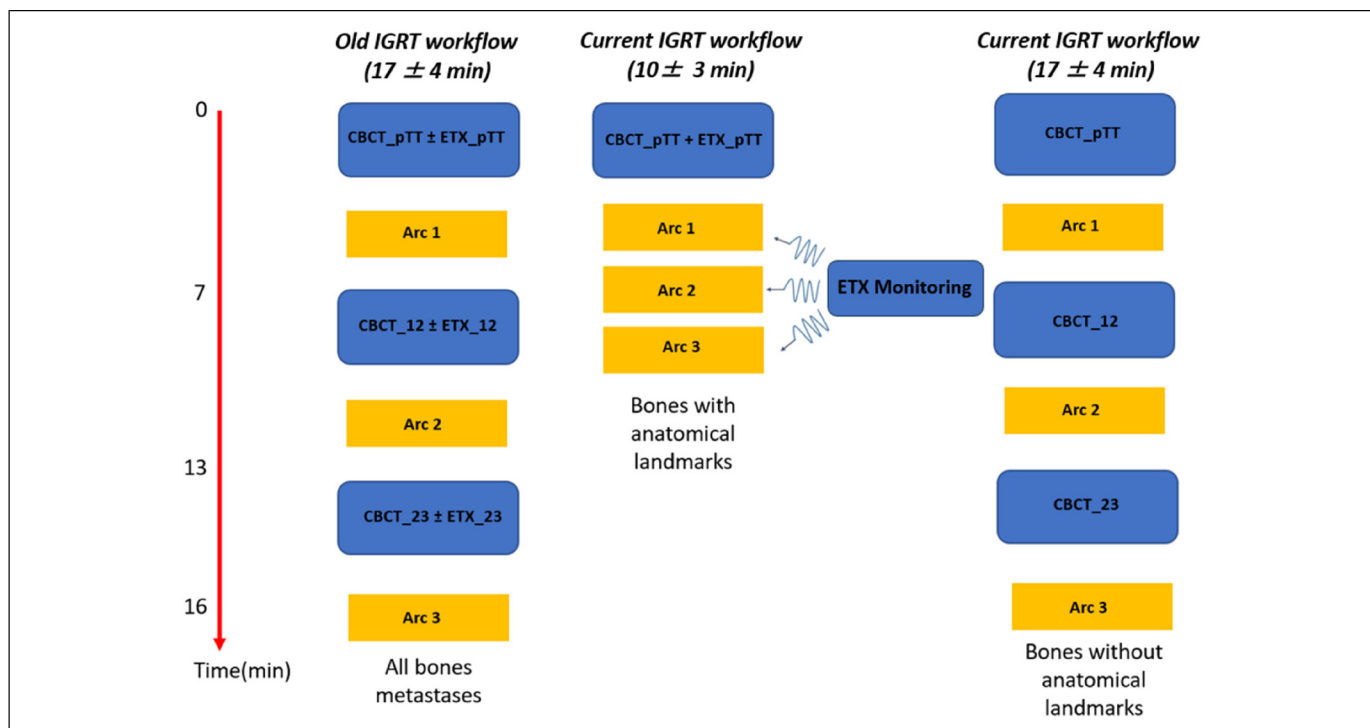 Old IGRT workflow
(17 ± 4 min)
Current IGRT workflow
(10 ± 3 min)
Current IGRT workflow
(17 ± 4 min)
0
7
13
16
Time(min)
CBCT_pTT ± ETX_pTT
Arc 1
CBCT_12 ± ETX_12
Arc 2
CBCT_23 ± ETX_23
Arc 3
All bones
metastases
CBCT_pTT + ETX_pTT
Arc 1
Arc 2
Arc 3
Bones with
anatomical
landmarks
ETX Monitoring
CBCT_pTT
Arc 1
CBCT_12
Arc 2
CBCT_23
Arc 3
Bones without
anatomical
landmarks